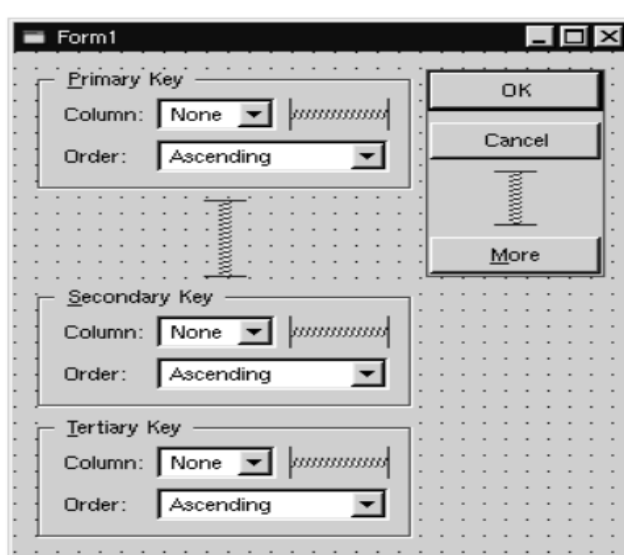 Form1
Primary Key
Column: None
Order: Ascending
OK
Cancel
More
Secondary Key
Column: None
Order: Ascending
Tertiary Key
Column: None
Order: Ascending